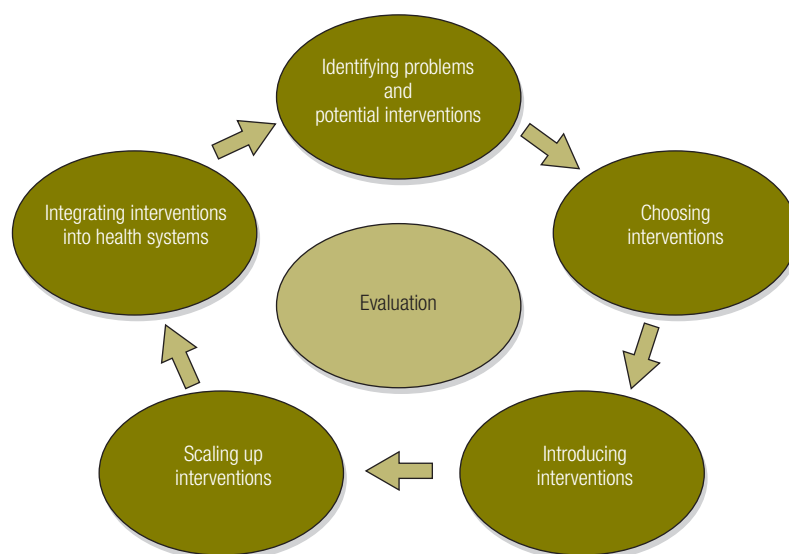 Identifying problems
and
potential interventions
Choosing
interventions
Introducing
interventions
Scaling up
interventions
Integrating interventions
into health systems
Evaluation